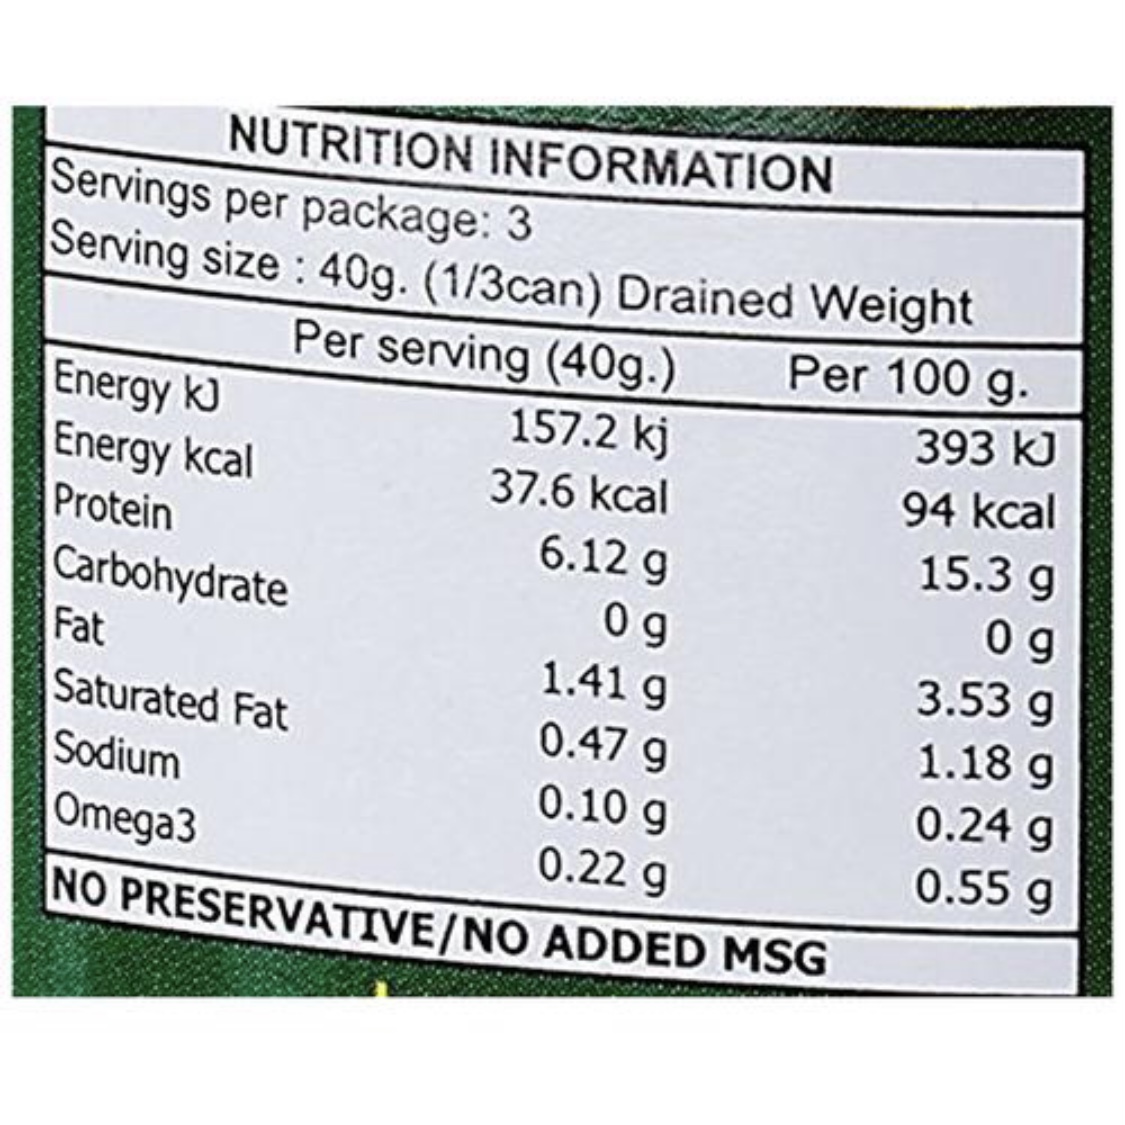 NUTRITION INFORMATION
Servings per package: 3
Serving size : 40g. (1/3can) Drained Weight
Per serving (40g.) Per 100 g.
Energy kJ 157.2 kj 393 kJ
Energy kcal 37.6 kcal 94 kcal
Protein 6.12 g 15.3 g
Carbohydrate 0 g 0 g
Fat 1.41 g 3.53 g
Saturated Fat 0.47 g 1.18 g
Sodium 0.10 g 0.24 g
Omega3 0.22 g 0.55 g
NO PRESERVATIVE/NO ADDED MSG